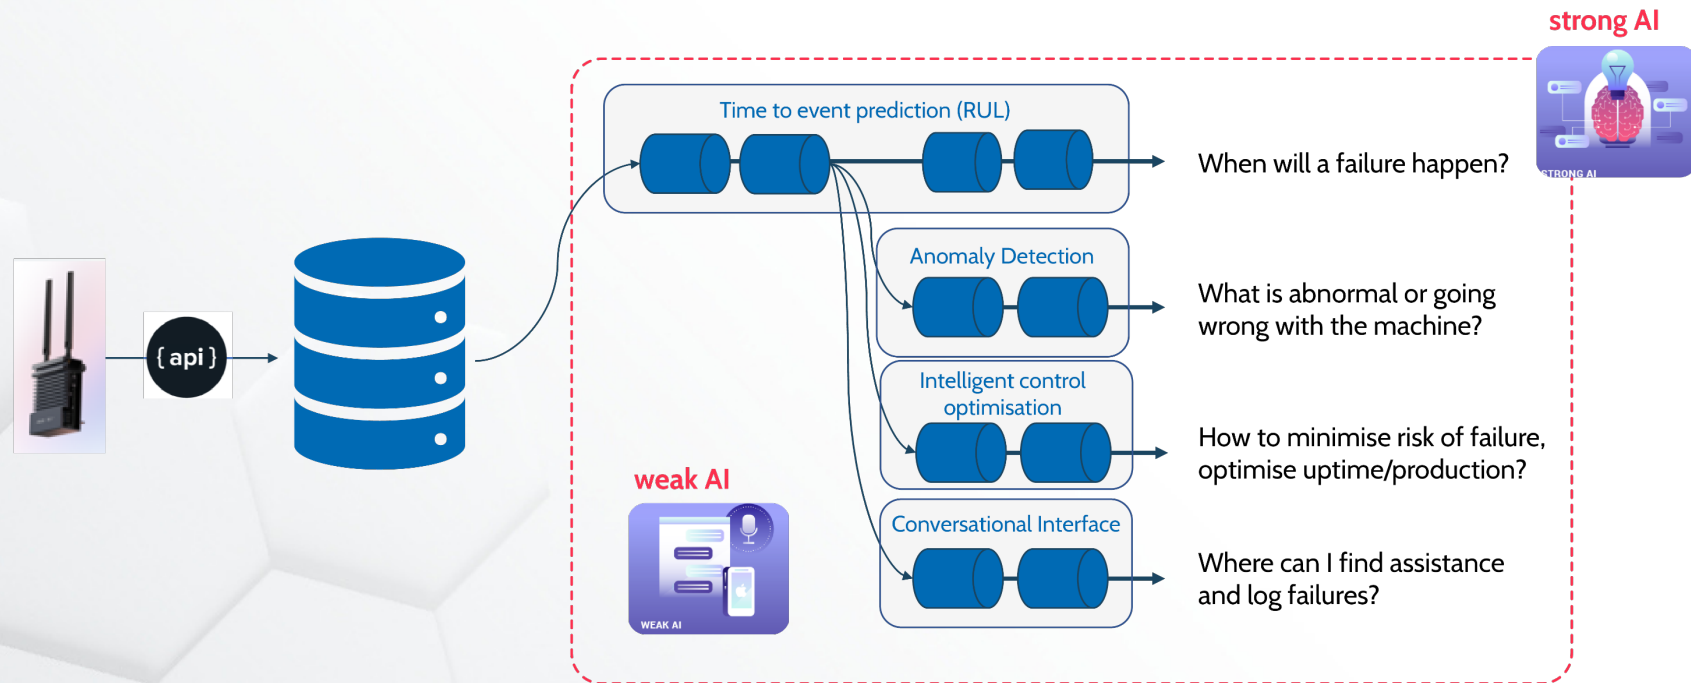 strong AI
STRONG AI
Time to event prediction (RUL)
When will a failure happen?
Anomaly Detection
What is abnormal or going
wrong with the machine?
{ api }
Intelligent control
optimisation
How to minimise risk of failure,
optimise uptime/production?
weak AI
WEAK AI
Conversational Interface
Where can I find assistance
and log failures?